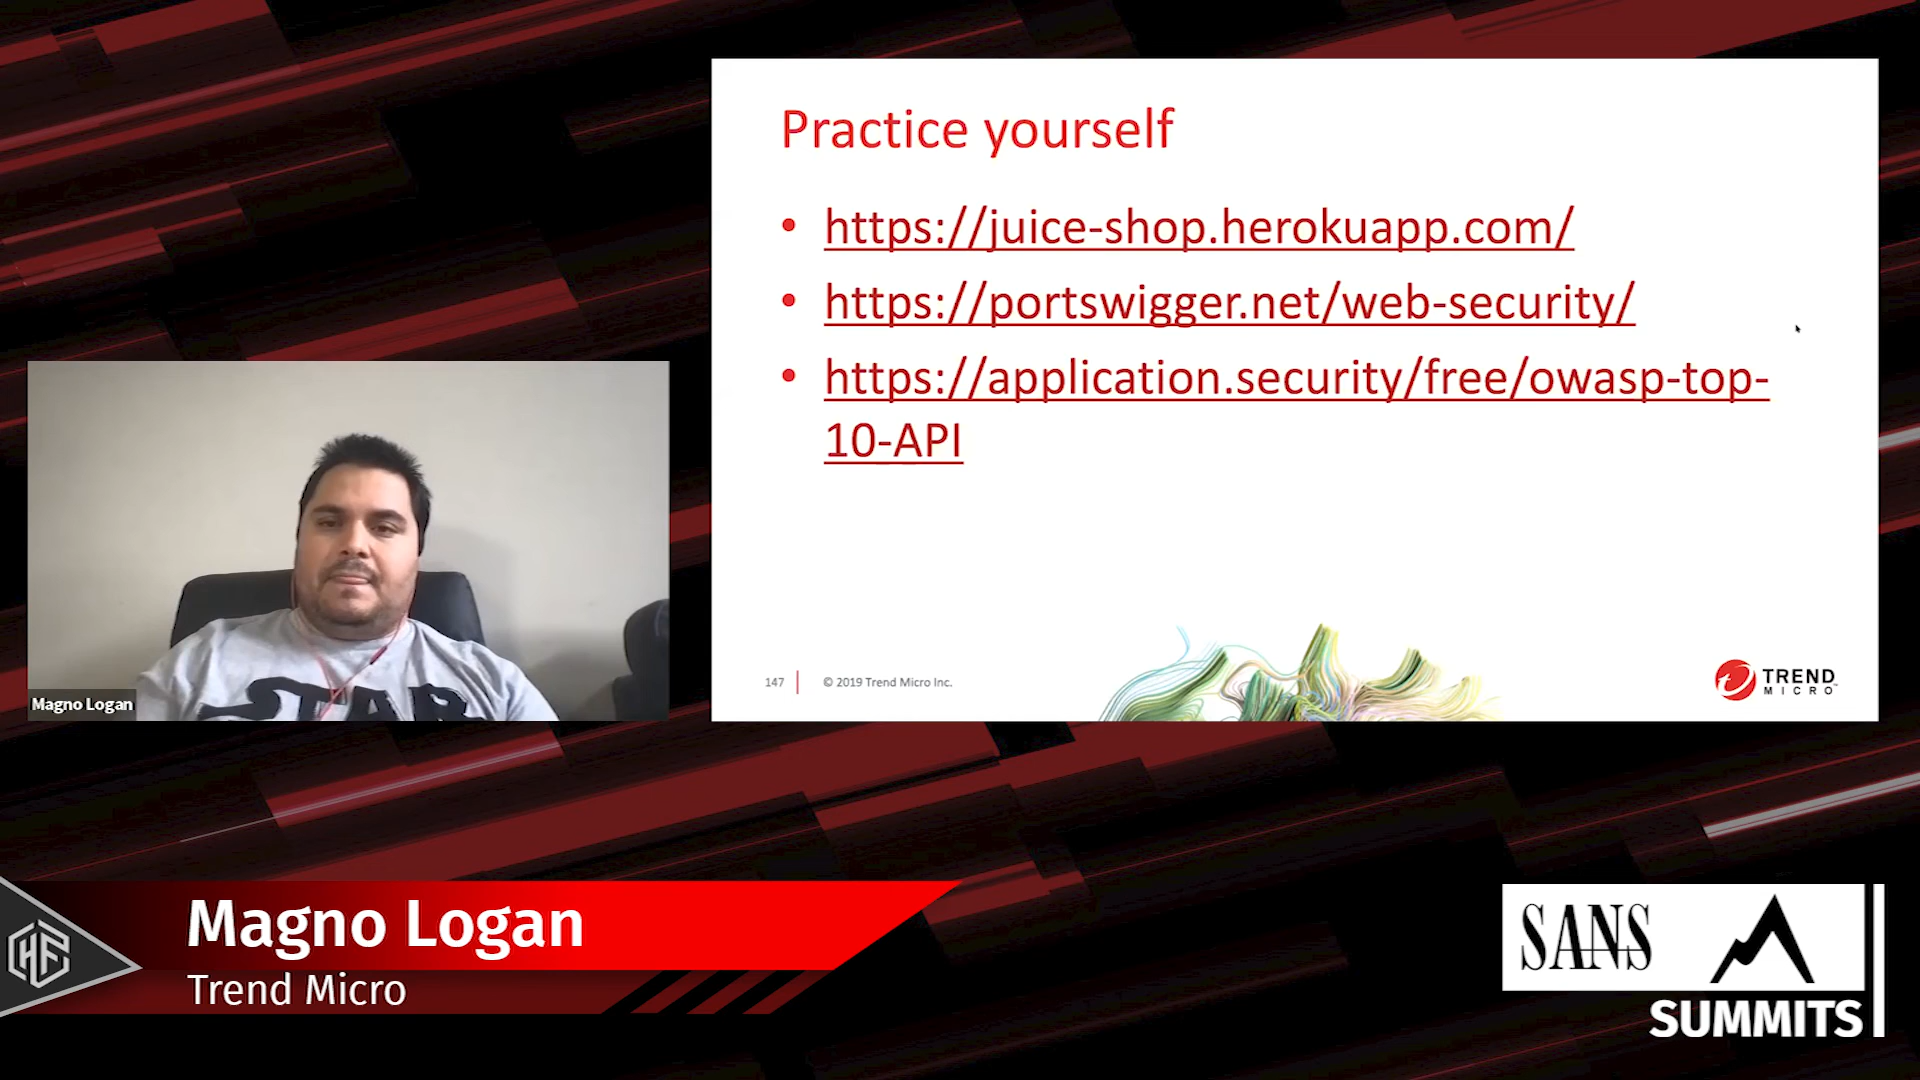 Practice yourself
• https://juice-shop.herokuapp.com/
• https://portswigger.net/web-security/
• https://application.security/free/owasp-top-
10-API
147
© 2019 Trend Micro Inc.
TREND
MICRO
STAR
Magno Logan
Magno Logan
Trend Micro
SANS
SUMMITS